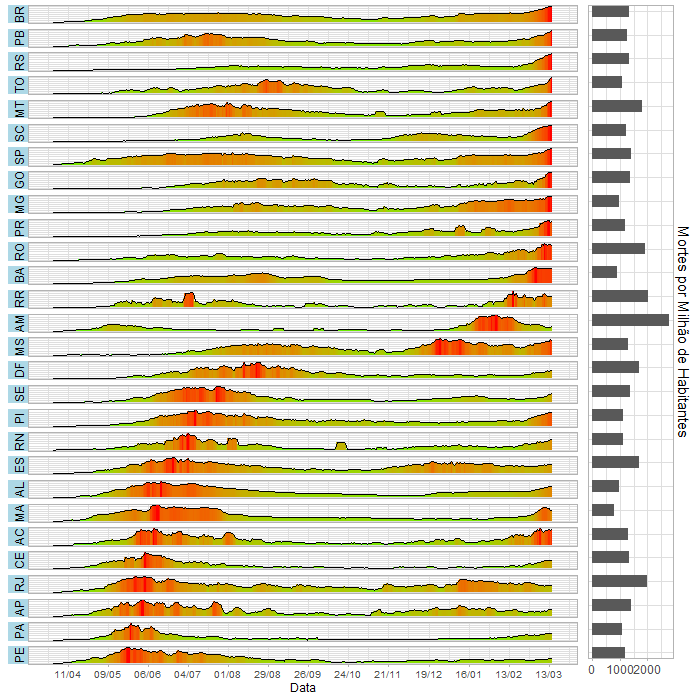 BR
PB
RS
TO
MT
SC
SP
GO
MG
PR
RO
BA
RR
AM
MS
DF
SE
PI
RN
ES
AL
MA
AC
CE
RJ
AP
PA
PE
11/04 09/05 06/06 04/07 01/08 29/08 26/09 24/10 21/11 19/12 16/01 13/02 13/03
Data
0 1000 2000
Mortes por Milhão de Habitantes